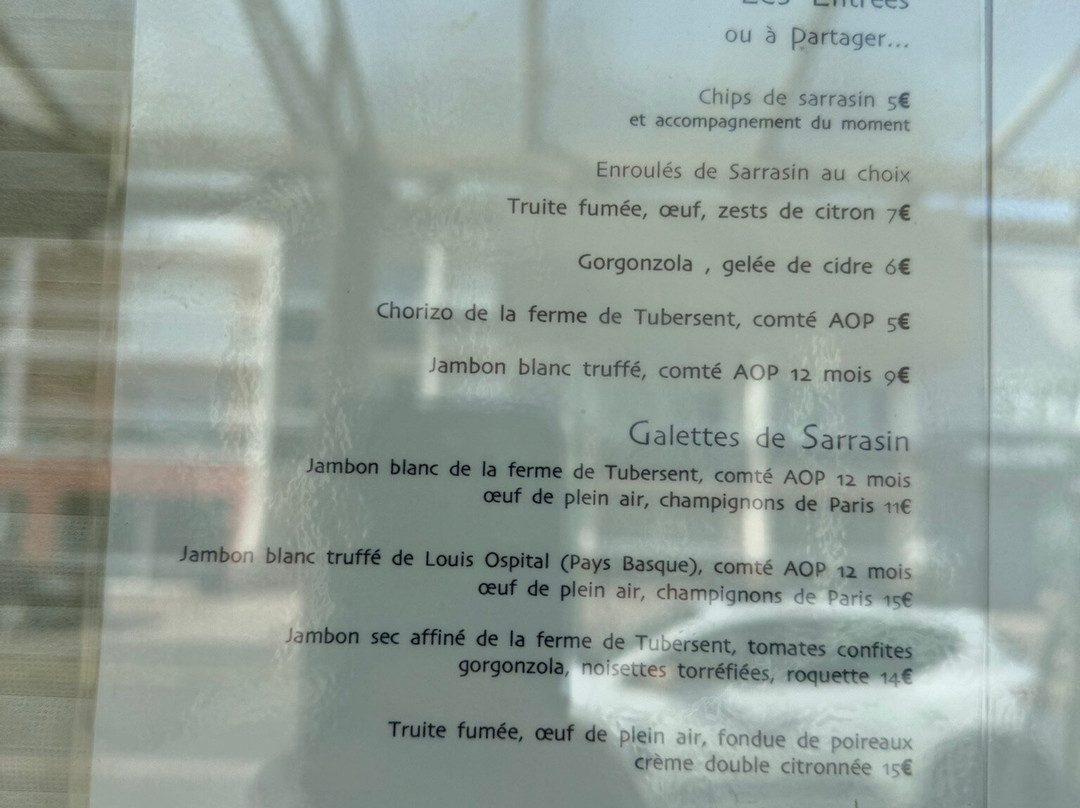 Les Entrées
ou à Partager...
Chips de sarrasin 5€
et accompagnement du moment
Enroulés de Sarrasin au choix
Truite fumée, œuf, zests de citron 7€
Gorgonzola , gelée de cidre 6€
Chorizo de la ferme de Tubersent, comté AOP 5€
Jambon blanc truffé, comté AOP 12 mois 9€
Galettes de Sarrasin
Jambon blanc de la ferme de Tubersent, comté AOP 12 mois
œuf de plein air, champignons de Paris 11€
Jambon blanc truffé de Louis Ospital (Pays Basque), comté AOP 12 mois
œuf de plein air, champignons de Paris 15€
Jambon sec affiné de la ferme de Tubersent, tomates confites
gorgonzola, noisettes torréfiées, roquette 14€
Truite fumée, œuf de plein air, fondue de poireaux
crème double citronnée 15€